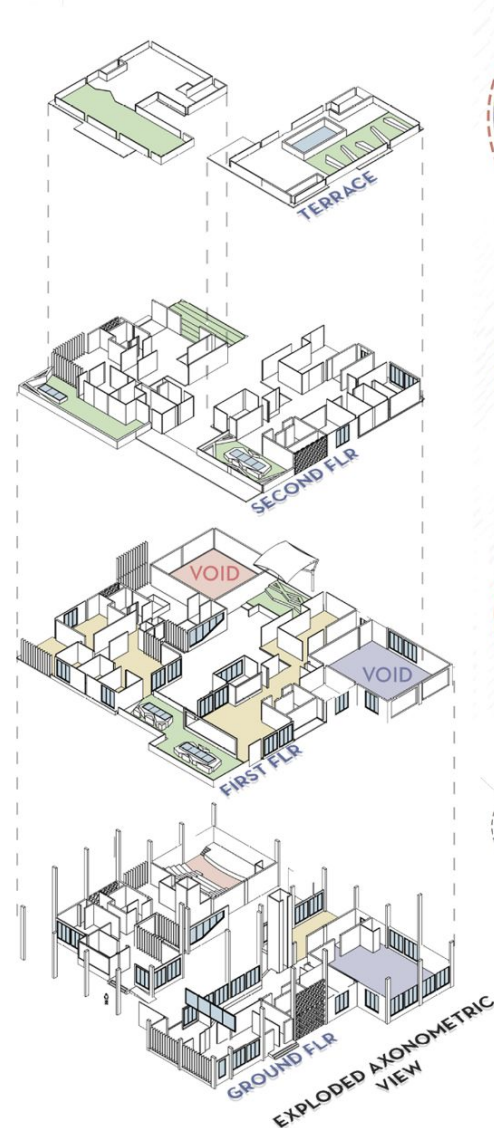 TERRACE
SECOND FLR
VOID
VOID
FIRST FLR
GROUND FLR
EXPLODED AXONOMETRIC
VIEW